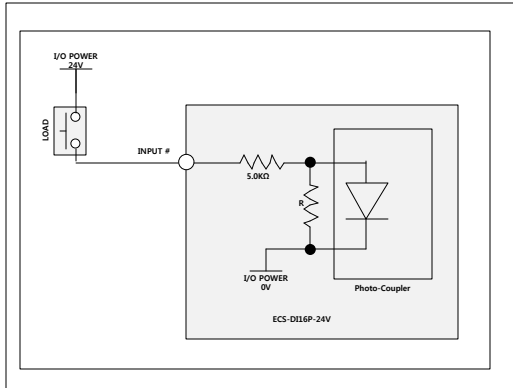 I/O POWER
24V
LOAD
INPUT #
5.0KΩ
R
I/O POWER
0V
Photo-Coupler
ECS-DI16P-24V